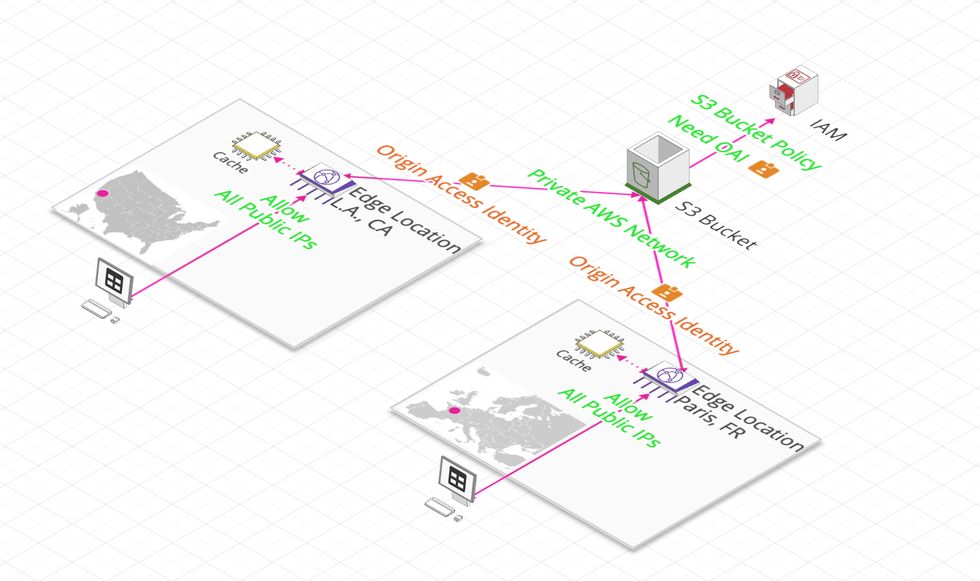 S3 Bucket Policy
Need OAI
IAM
Cache
Origin Access Identity
Private AWS Network
S3 Bucket
Edge Location
L.A., CA
Allow
All Public IPs
Origin Access Identity
Cache
Edge Location
Paris, FR
Allow
All Public IPs